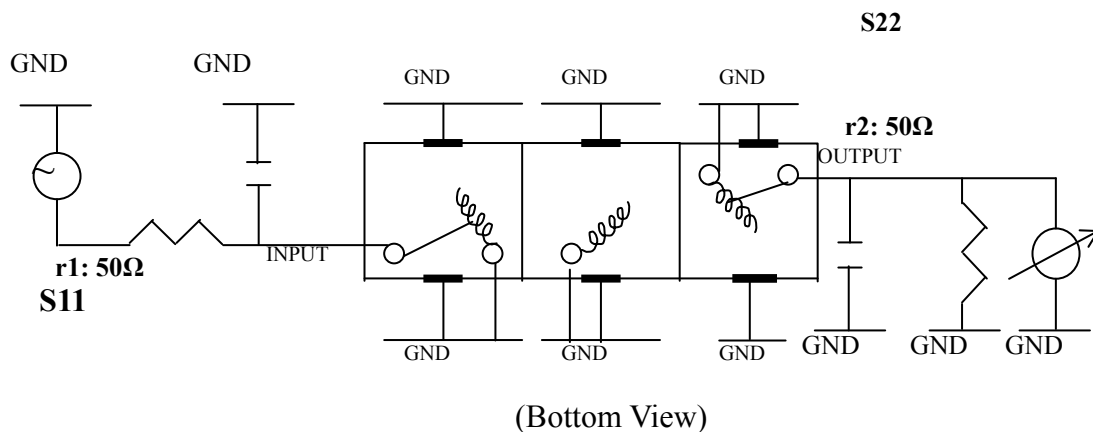 S22
GND
GND
GND
GND
GND
r2: 50Ω
OUTPUT
INPUT
r1: 50Ω
S11
GND
GND
GND
GND
GND
GND
(Bottom View)